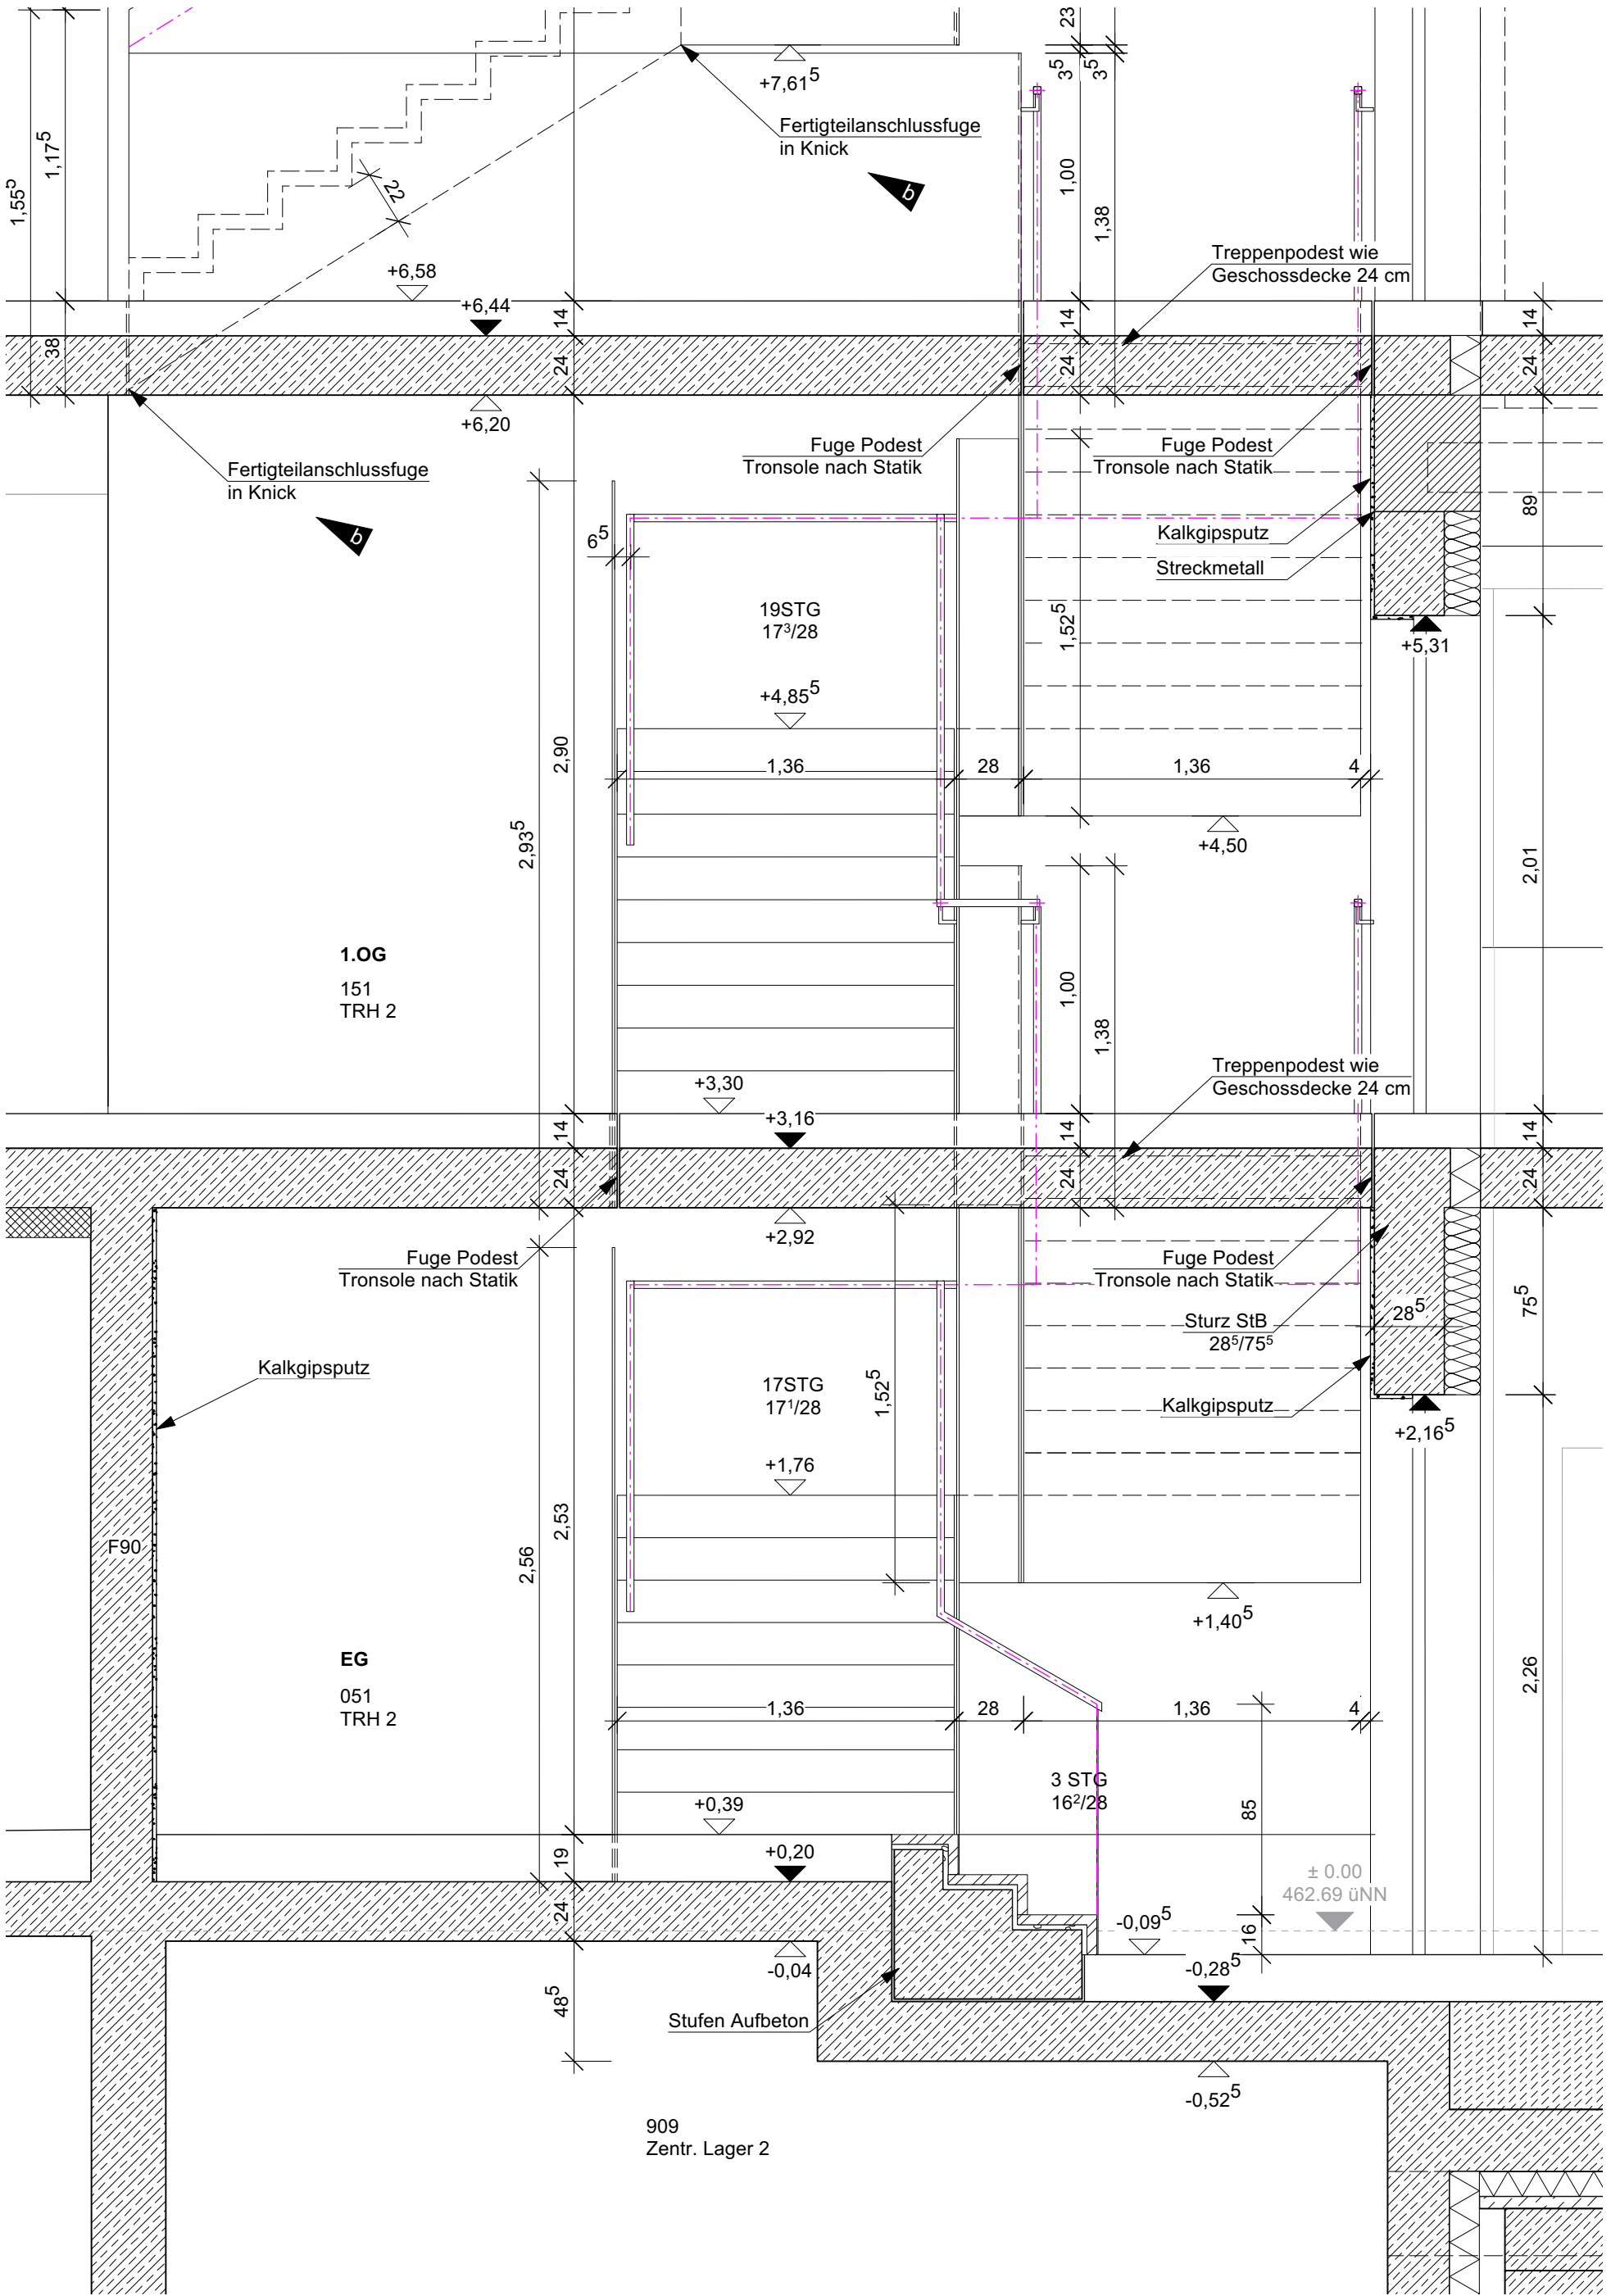 23
3⁵
3⁵
1,55⁵
1,17⁵
+7,61⁵
Fertigteilanschlussfuge
in Knick
b
22
1,00
1,38
Treppenpodest wie
Geschossdecke 24 cm
+6,58
+6,44
14
14
14
38
24
24
24
+6,20
Fuge Podest
Tronsole nach Statik
Fuge Podest
Tronsole nach Statik
Fertigteilanschlussfuge
in Knick
b
89
Kalkgipsputz
Streckmetall
6⁵
19STG
17³/28
1,52⁵
+5,31
+4,85⁵
2,90
1,36
28
1,36
4
2,93⁵
+4,50
2,01
1.OG
151
TRH 2
1,00
1,38
Treppenpodest wie
Geschossdecke 24 cm
+3,30
+3,16
14
14
14
24
24
24
+2,92
Fuge Podest
Tronsole nach Statik
Fuge Podest
Tronsole nach Statik
28⁵
75⁵
Sturz StB
28⁵/75⁵
Kalkgipsputz
17STG
17¹/28
1,52⁵
Kalkgipsputz
+2,16⁵
+1,76
2,53
F90
2,56
+1,40⁵
EG
051
TRH 2
2,26
1,36
28
1,36
4
3 STG
16²/28
85
+0,39
19
+0,20
± 0.00
462.69 üNN
24
-0,09⁵
16
-0,04
-0,28⁵
48⁵
Stufen Aufbeton
-0,52⁵
909
Zentr. Lager 2